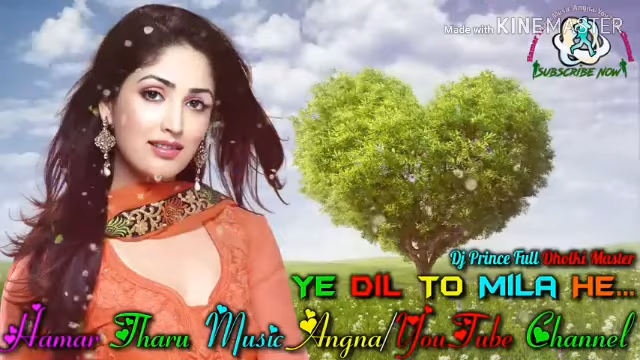 Made with KINEMASTER
SUBSCRIBE NOW
Dj Prince Full Dholki Master
YE DIL TO MILA HE...
Hamar Tharu Music Angna/YouTube Channel